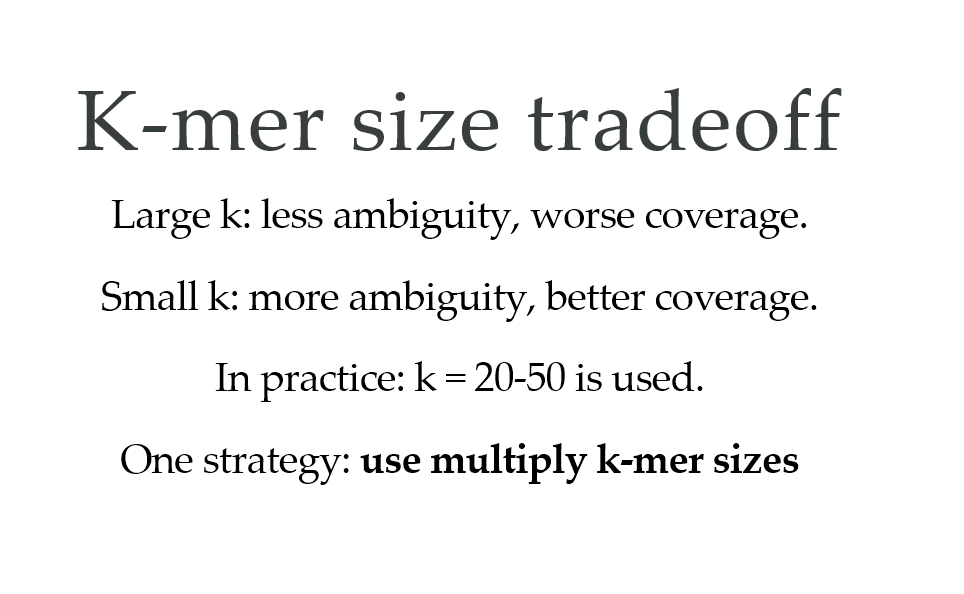 K-mer size tradeoff
Large k: less ambiguity, worse coverage.
Small k: more ambiguity, better coverage.
In practice: k = 20-50 is used.
One strategy: use multiply k-mer sizes